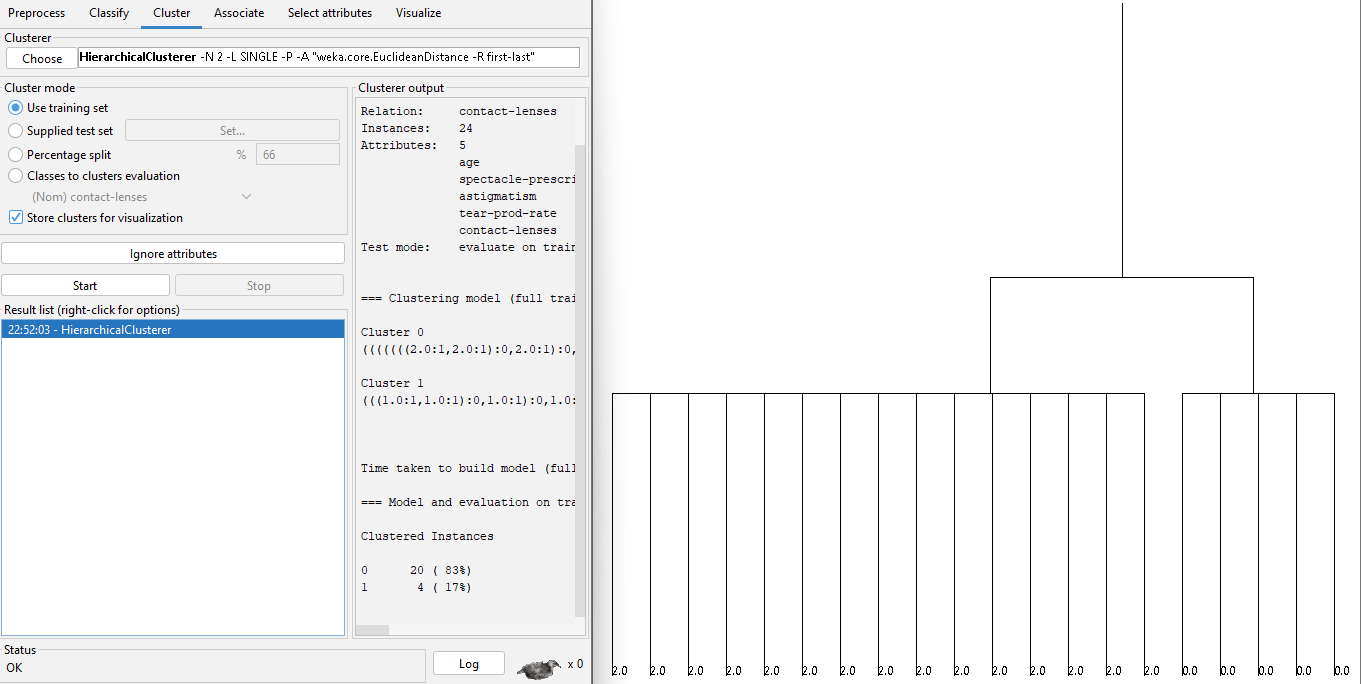 Preprocess Classify Cluster Associate Select attributes Visualize
Clusterer
Choose HierarchicalClusterer -N 2 -L SINGLE -P -A "weka.core.EuclideanDistance -R first-last"
Cluster mode
Use training set
Supplied test set Set...
Percentage split % 66
Classes to clusters evaluation
(Nom) contact-lenses
Store clusters for visualization
Ignore attributes
Start Stop
Result list (right-click for options)
22:52:03 - HierarchicalClusterer
Clusterer output
Relation: contact-lenses
Instances: 24
Attributes: 5
age
spectacle-prescri
astigmatism
tear-prod-rate
contact-lenses
Test mode: evaluate on train
=== Clustering model (full trai
Cluster 0
(((((((2.0:1,2.0:1):0,2.0:1):0,
Cluster 1
(((1.0:1,1.0:1):0,1.0:1):0,1.0:
Time taken to build model (full
=== Model and evaluation on tra
Clustered Instances
0 20 ( 83%)
1 4 ( 17%)
Status
OK
Log x 0
2.0 2.0 2.0 2.0 2.0 2.0 2.0 2.0 2.0 2.0 2.0 2.0 2.0 2.0 2.0 0.0 0.0 0.0 0.0 0.0